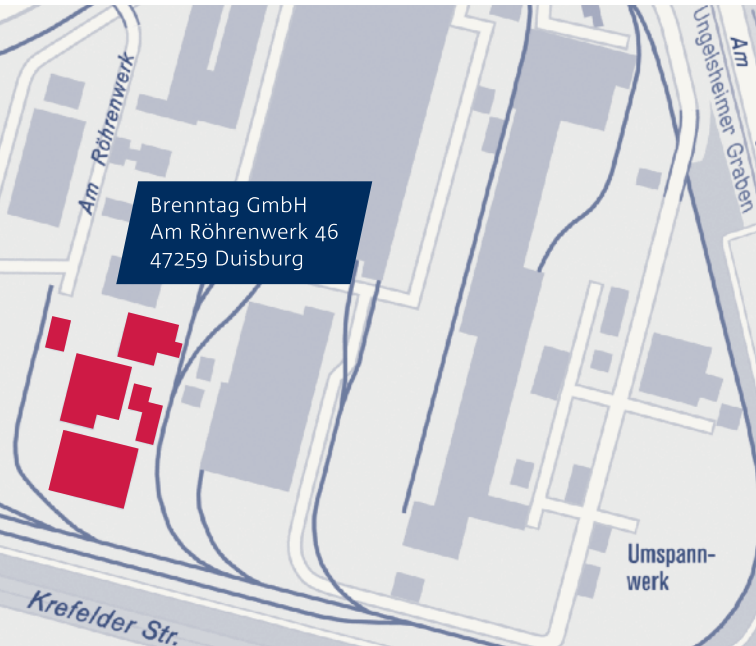 Am
Ungelsheimer Graben
Am Röhrenwerk
Brenntag GmbH
Am Röhrenwerk 46
47259 Duisburg
Umspann-
werk
Krefelder Str.